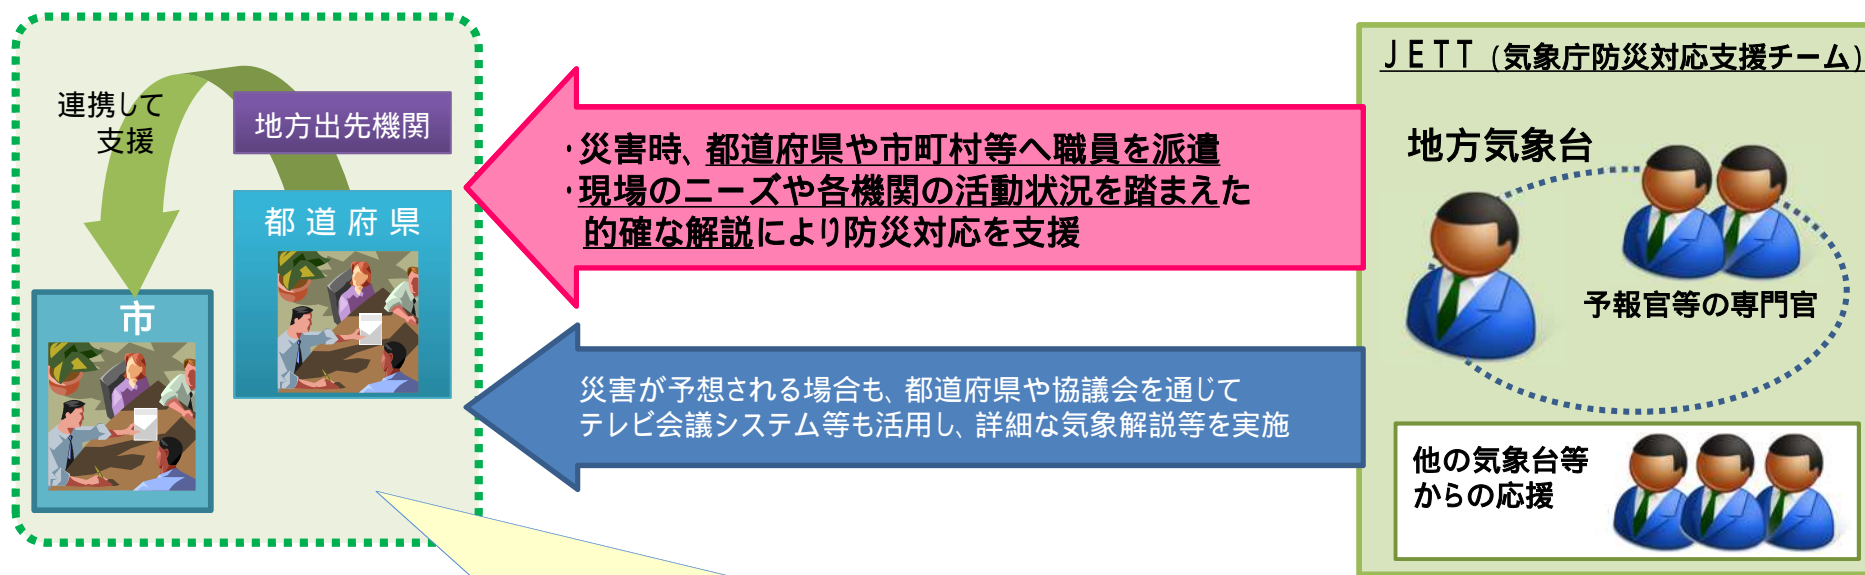 連携して
支援
地方出先機関
都道府県
市
・災害時、都道府県や市町村等へ職員を派遣
・現場のニーズや各機関の活動状況を踏まえた
的確な解説により防災対応を支援
災害が予想される場合も、都道府県や協議会を通じて
テレビ会議システム等も活用し、詳細な気象解説等を実施
JETT（気象庁防災対応支援チーム）
地方気象台
予報官等の専門官
他の気象台等
からの応援